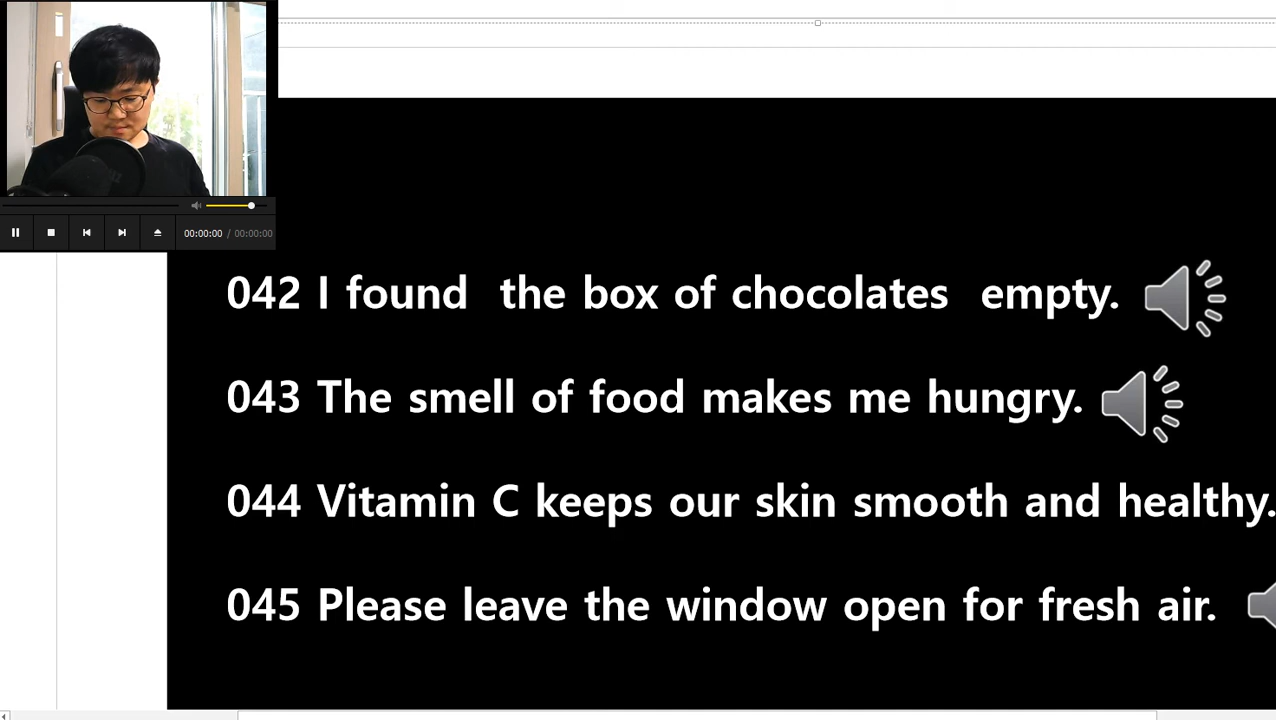 00:00:00 / 00:00:00
042 I found the box of chocolates empty.
043 The smell of food makes me hungry.
044 Vitamin C keeps our skin smooth and healthy.
045 Please leave the window open for fresh air.